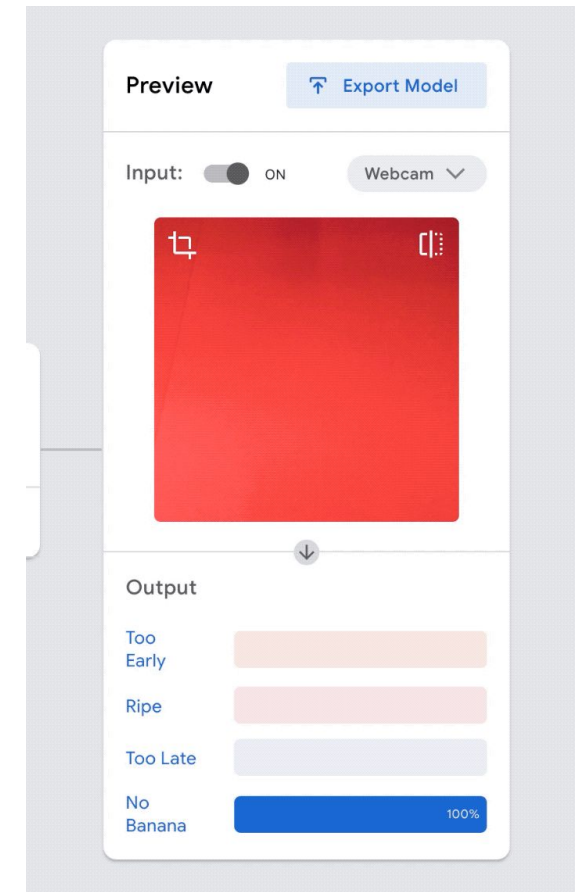 Preview
Export Model
Input:
ON
Webcam
Output
Too
Early
Ripe
Too Late
No
Banana
100%